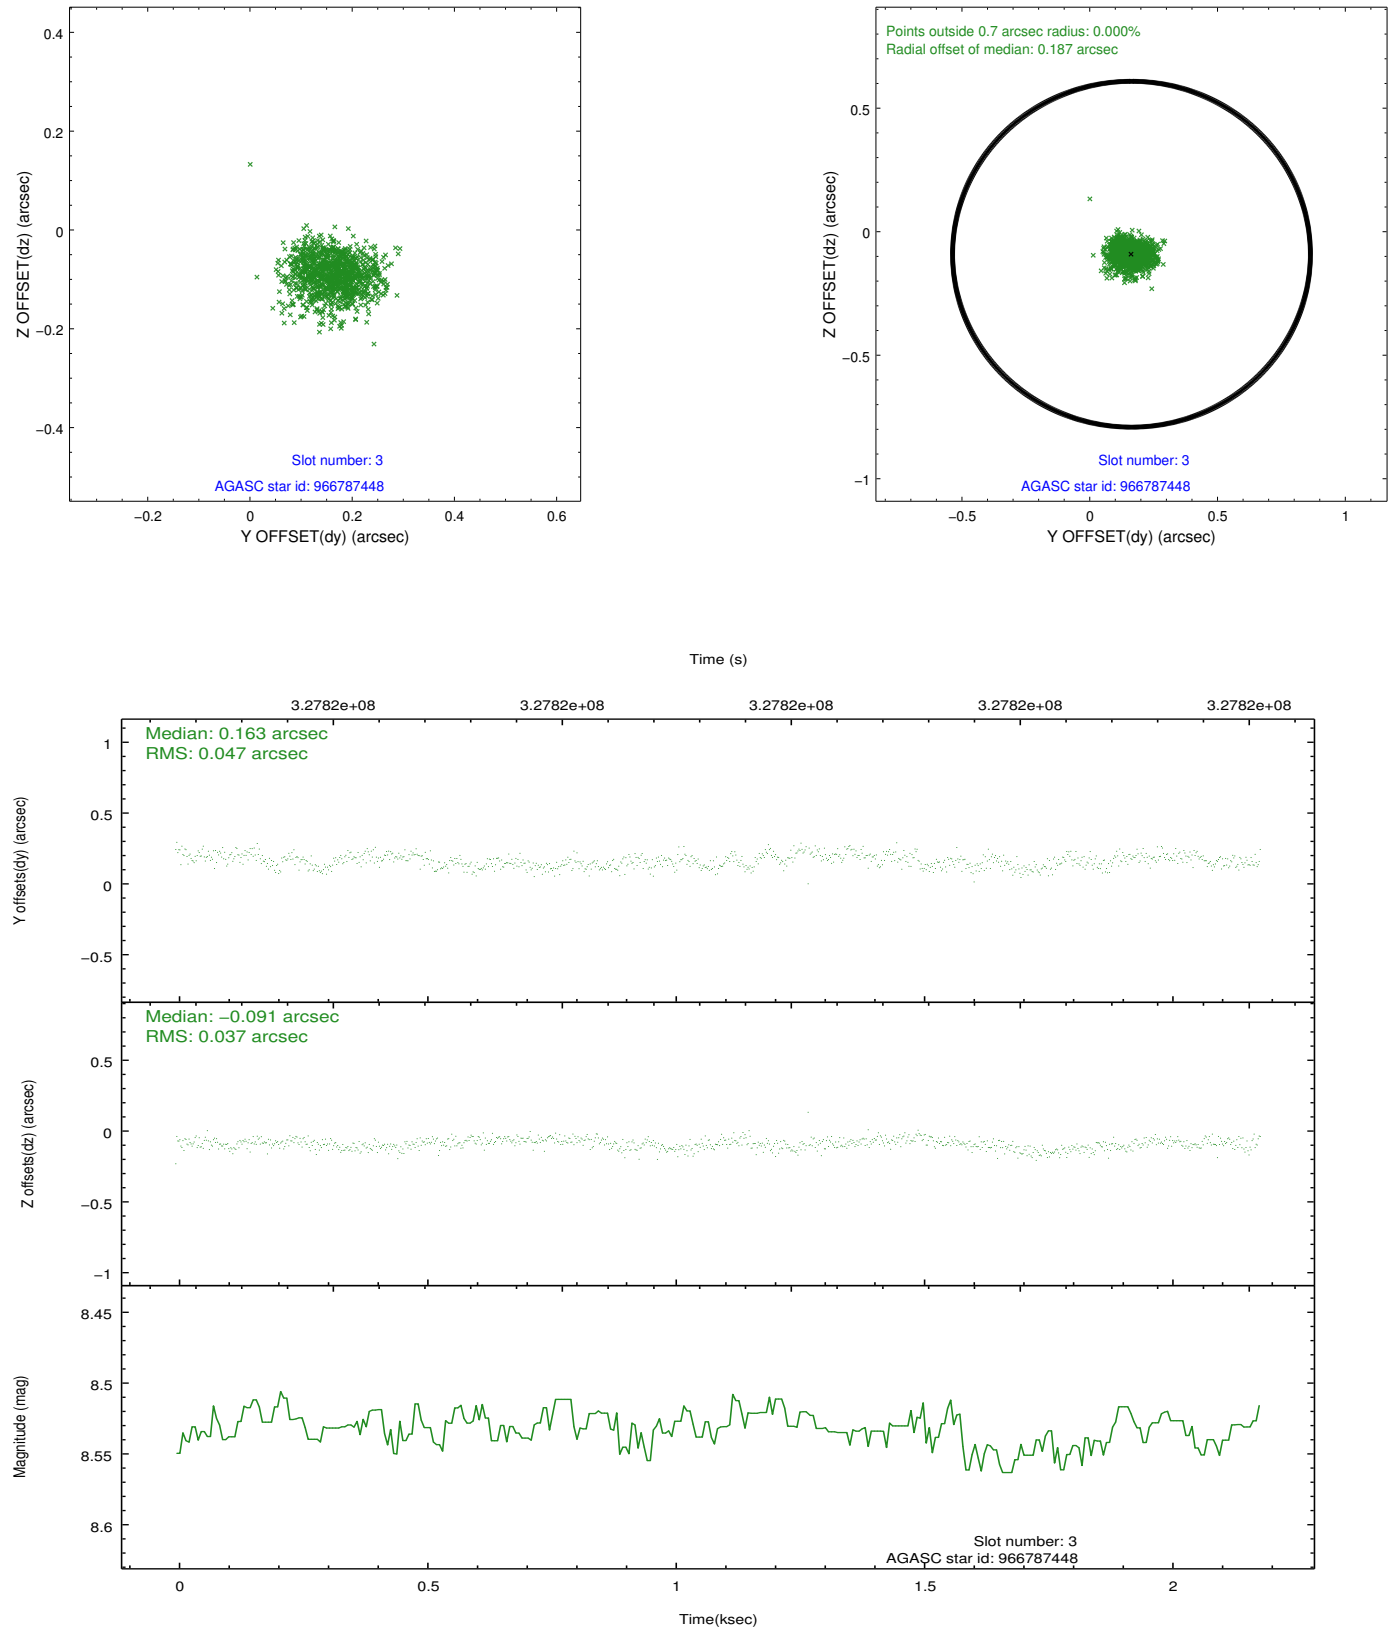 0.4
0.2
0
−0.2
−0.4
Z OFFSET(dz) (arcsec)
Slot number: 3
AGASC star id: 966787448
−0.2
0
0.2
0.4
0.6
Y OFFSET(dy) (arcsec)
Points outside 0.7 arcsec radius: 0.000%
Radial offset of median: 0.187 arcsec
0.5
0
−0.5
−1
Z OFFSET(dz) (arcsec)
Slot number: 3
AGASC star id: 966787448
−0.5
0
0.5
1
Y OFFSET(dy) (arcsec)
Time (s)
3.2782e+08
3.2782e+08
3.2782e+08
3.2782e+08
3.2782e+08
Median: 0.163 arcsec
RMS: 0.047 arcsec
1
0.5
0
−0.5
Y offsets(dy) (arcsec)
Median: −0.091 arcsec
RMS: 0.037 arcsec
0.5
0
−0.5
−1
Z offsets(dz) (arcsec)
8.45
8.5
8.55
8.6
Magnitude (mag)
Slot number: 3
AGASC star id: 966787448
0
0.5
1
1.5
2
Time(ksec)